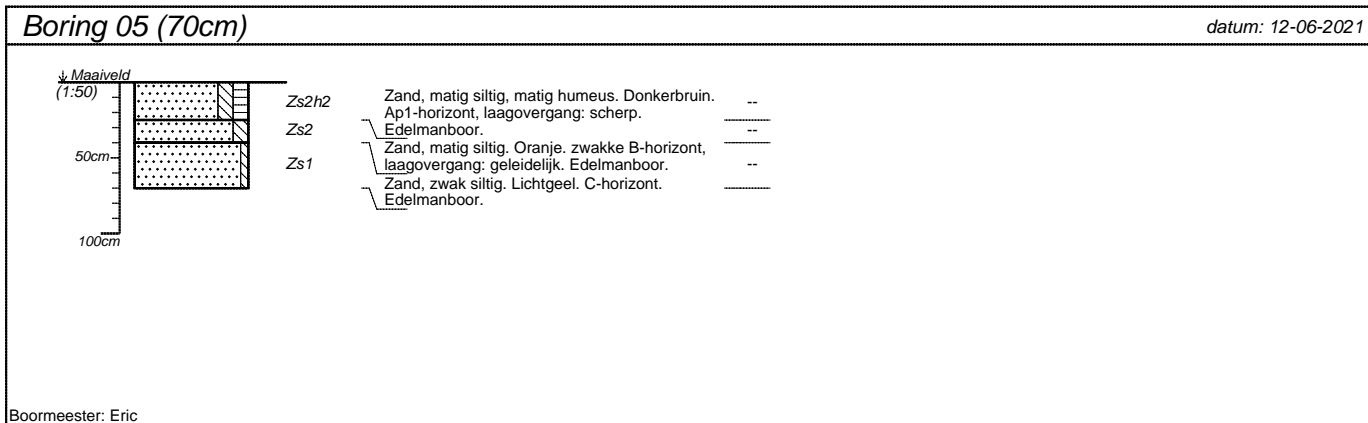 Boring 05 (70cm)
datum: 12-06-2021
Maaiveld
(1:50)
50cm
100cm
Zs2h2
Zs2
Zs1
Zand, matig siltig, matig humeus. Donkerbruin.
Ap1-horizont, laagovergang: scherp.
Edelmanboor.
Zand, matig siltig. Oranje. zwakke B-horizont,
laagovergang: geleidelijk. Edelmanboor.
Zand, zwak siltig. Lichtgeel. C-horizont.
Edelmanboor.
--
--
--
Boormeester: Eric